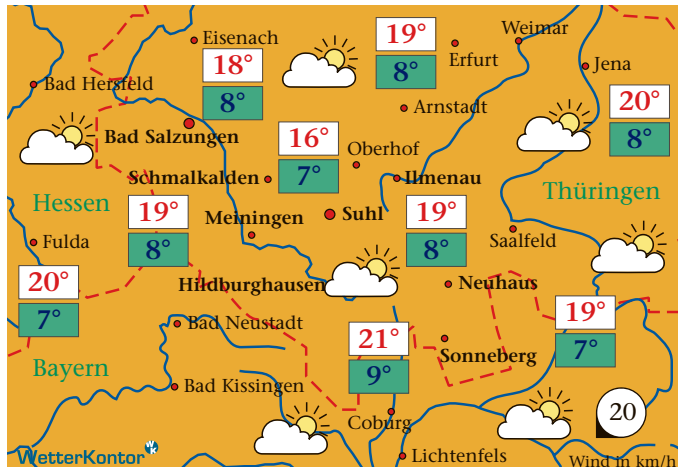 Eisenach
19°
8°
Weimar
Erfurt
18°
8°
Jena
Bad Hersfeld
20°
8°
Arnstadt
Bad Salzungen
16°
7°
Oberhof
Schmalkalden
Ilmenau
Thüringen
Hessen
19°
8°
Meiningen
Suhl
19°
8°
Saalfeld
Fulda
20°
7°
Hildburghausen
Neuhaus
19°
7°
Bad Neustadt
21°
9°
Sonneberg
Bayern
Bad Kissingen
Coburg
20
WetterKontor
WK
Lichtenfels
Wind in km/h